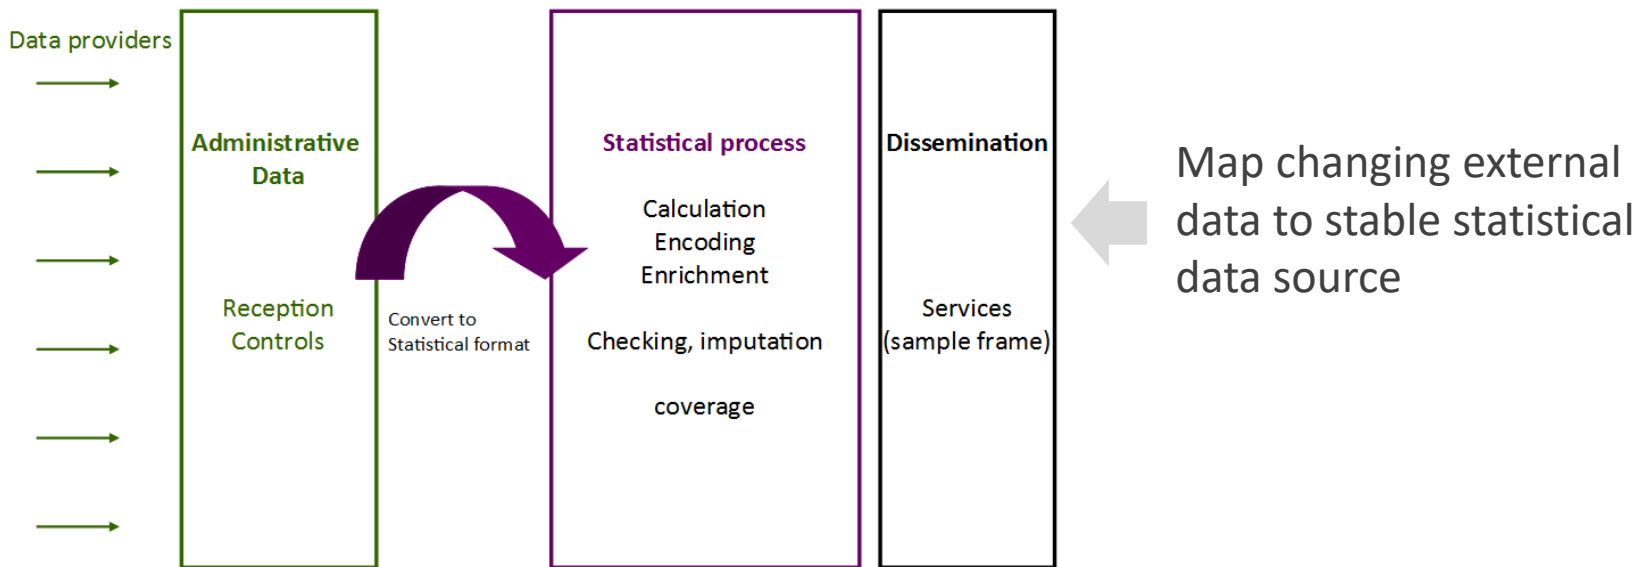 Data providers
Administrative
Data
Reception
Controls
Convert to
Statistical format
Statistical process
Calculation
Encoding
Enrichment
Checking, imputation
coverage
Dissemination
Services
(sample frame)
Map changing external
data to stable statistical
data source